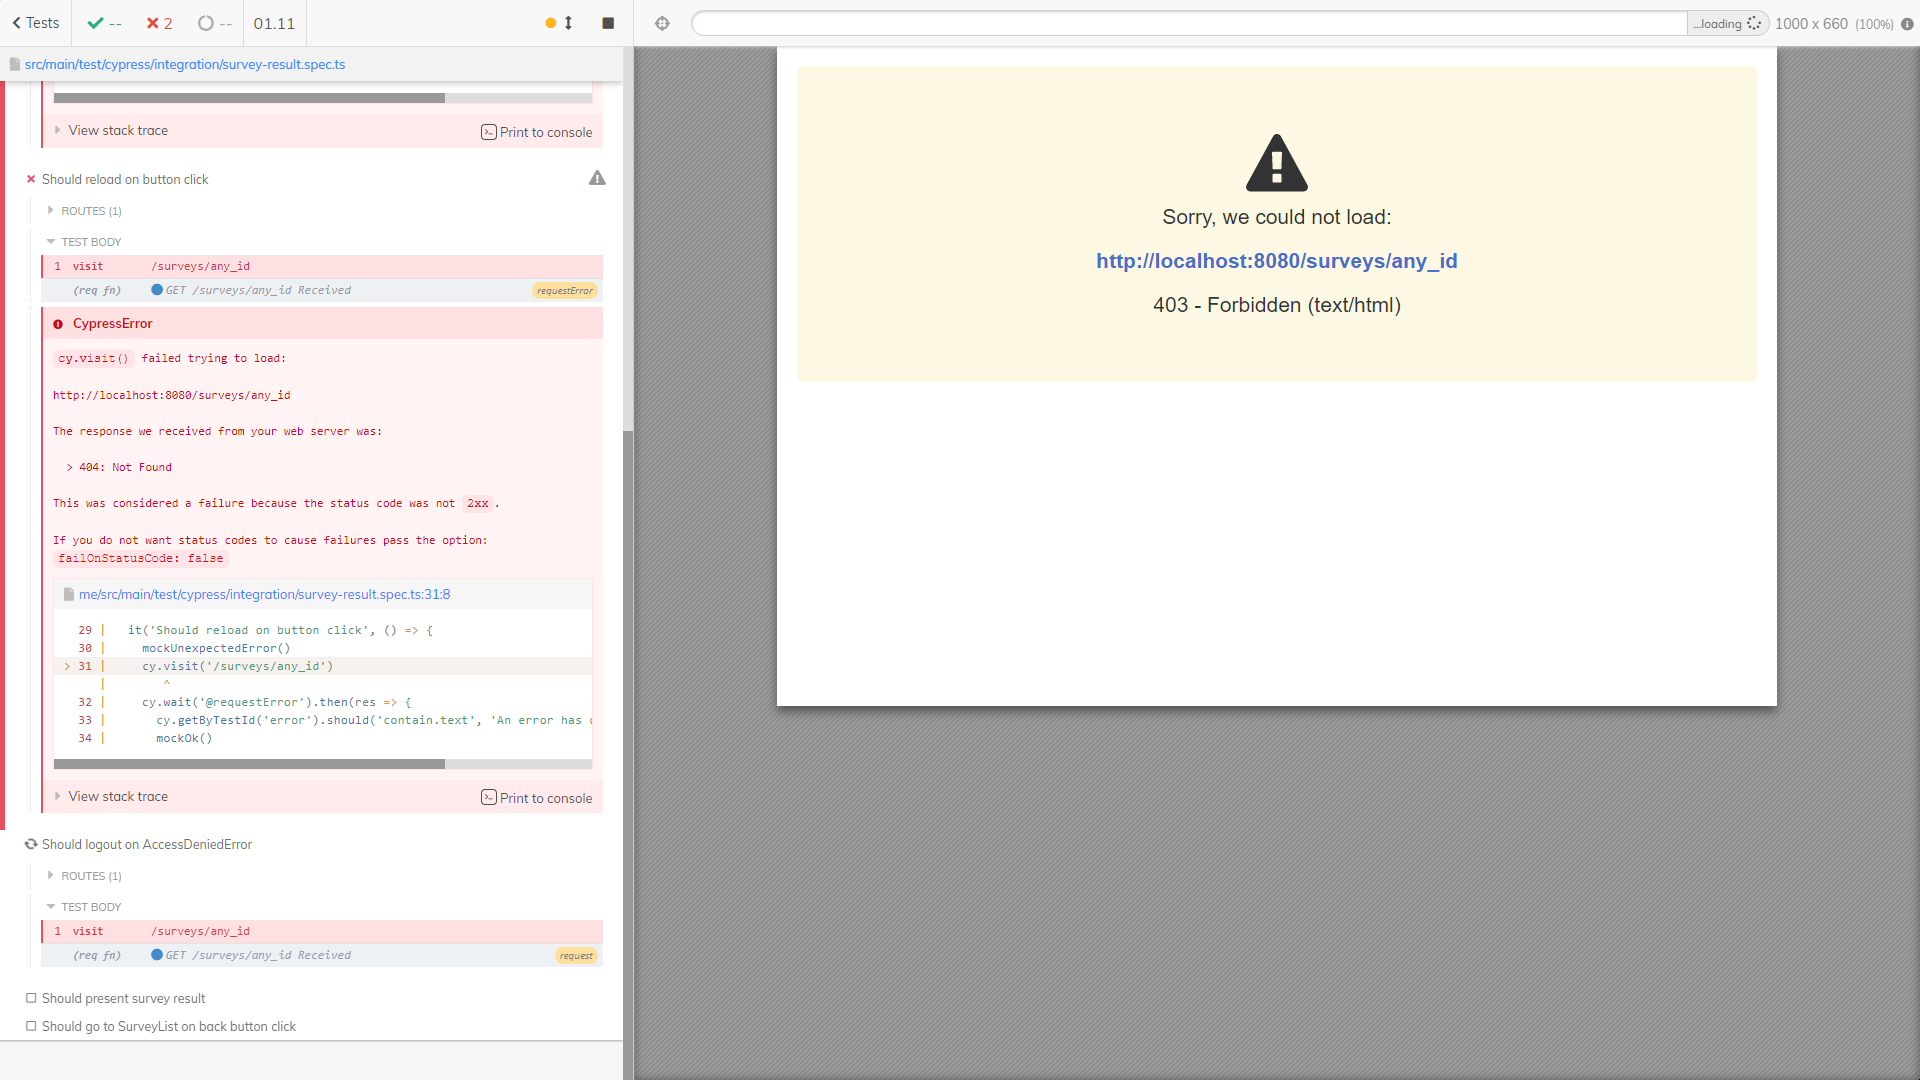 Tests
--
2
--
01.11
...loading
1000 x 660 (100%)
src/main/test/cypress/integration/survey-result.spec.ts
View stack trace
Print to console
Should reload on button click
ROUTES (1)
TEST BODY
1 visit /surveys/any_id
(req fn) GET /surveys/any_id Received requestError
CypressError
cy.visit() failed trying to load:
http://localhost:8080/surveys/any_id
The response we received from your web server was:
> 404: Not Found
This was considered a failure because the status code was not 2xx.
If you do not want status codes to cause failures pass the option:
failOnStatusCode: false
me/src/main/test/cypress/integration/survey-result.spec.ts:31:8
29 | it('Should reload on button click', () => {
30 | mockUnexpectedError()
> 31 | cy.visit('/surveys/any_id')
| ^
32 | cy.wait('@requestError').then(res => {
33 | cy.getByTestId('error').should('contain.text', 'An error has
34 | mockOk()
View stack trace
Print to console
Should logout on AccessDeniedError
ROUTES (1)
TEST BODY
1 visit /surveys/any_id
(req fn) GET /surveys/any_id Received request
Should present survey result
Should go to SurveyList on back button click
Sorry, we could not load:
http://localhost:8080/surveys/any_id
403 - Forbidden (text/html)